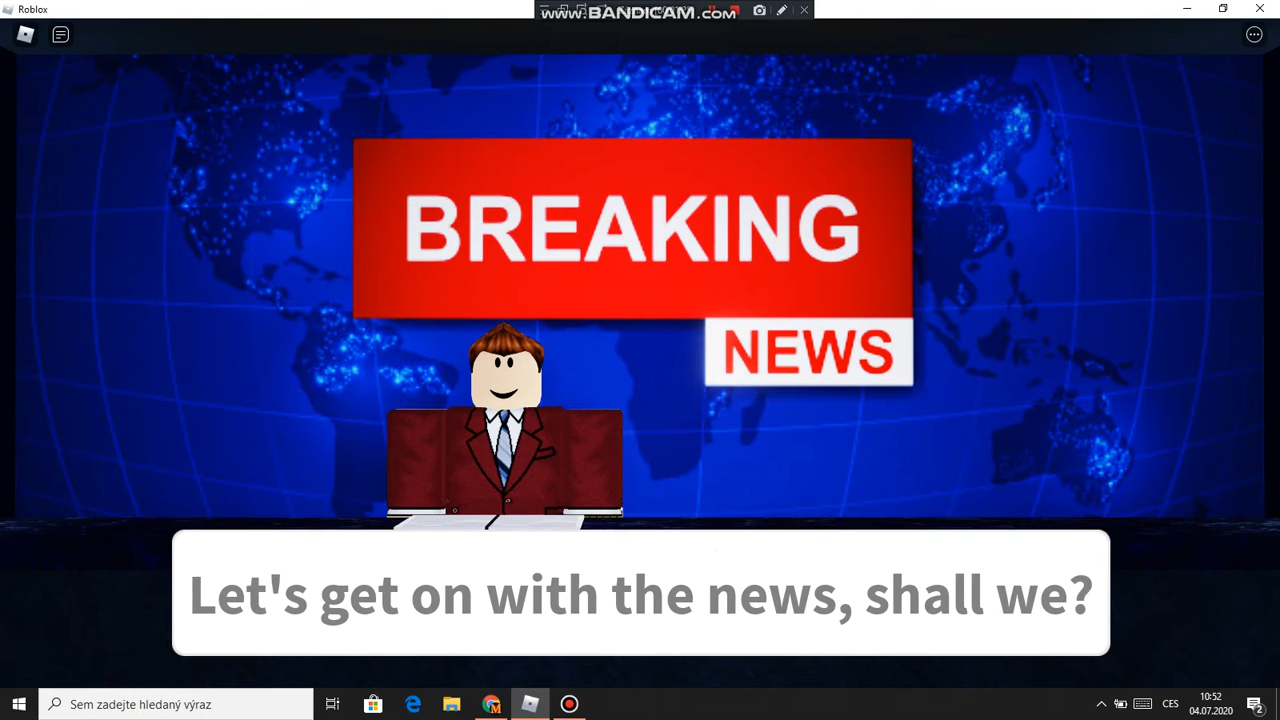 Roblox
WWW.BANDICAM.COM
BREAKING
NEWS
Let's get on with the news, shall we?
Sem zadejte hledaný výraz
CES
10:52
04.07.2020
2